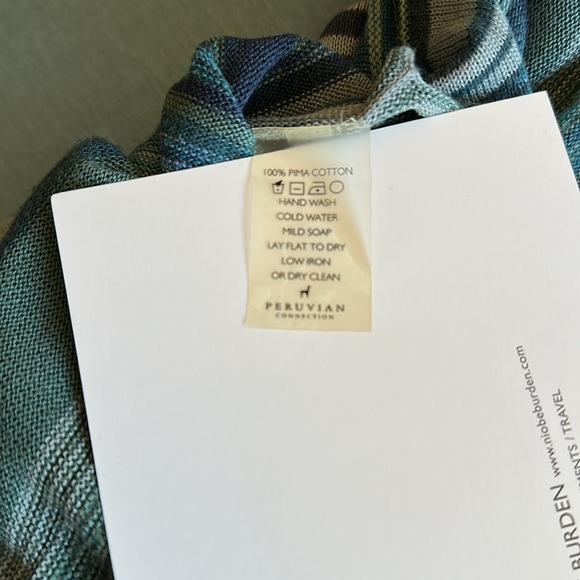 100% PIMA COTTON
HAND WASH
COLD WATER
MILD SOAP
LAY FLAT TO DRY
LOW IRON
OR DRY CLEAN
PERUVIAN
CONNECTION
BURDEN www.niobeburden.com
/ TRAVEL